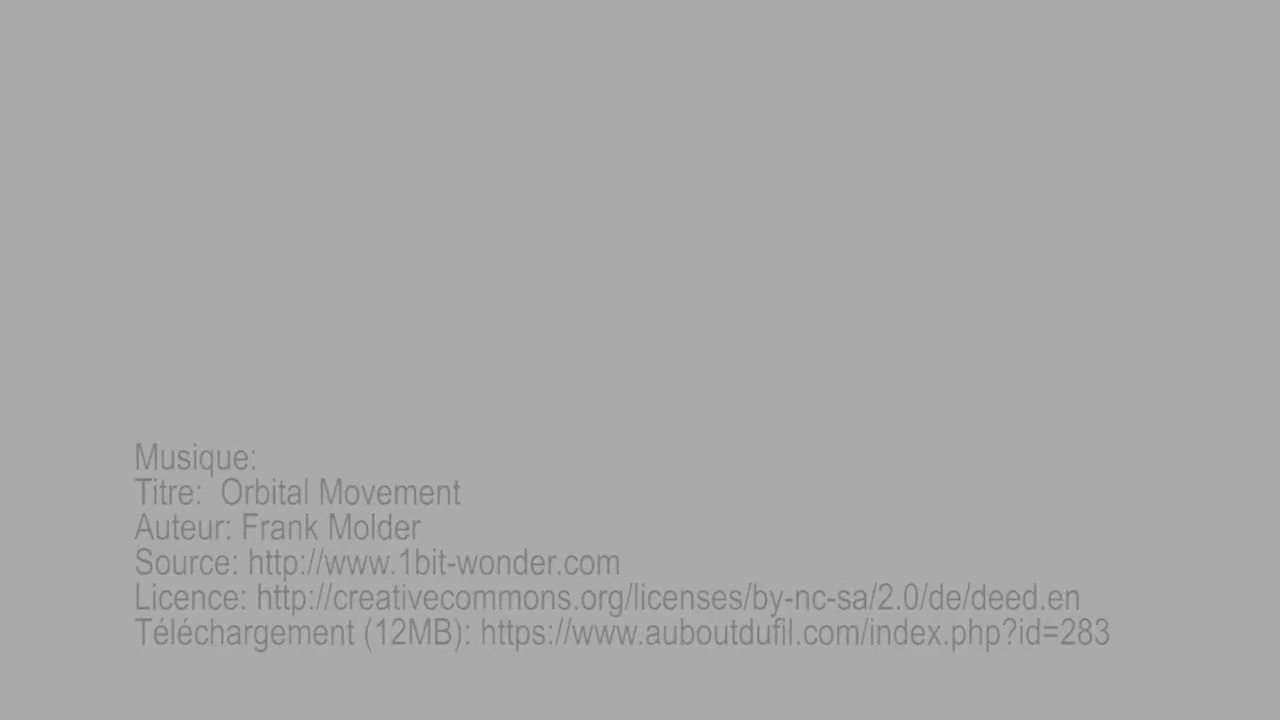 Musique:
Titre:  Orbital Movement
Auteur: Frank Molder
Source: http://www.1bit-wonder.com
Licence: http://creativecommons.org/licenses/by-nc-sa/2.0/de/deed.en
Téléchargement (12MB): https://www.auboutdufil.com/index.php?id=283